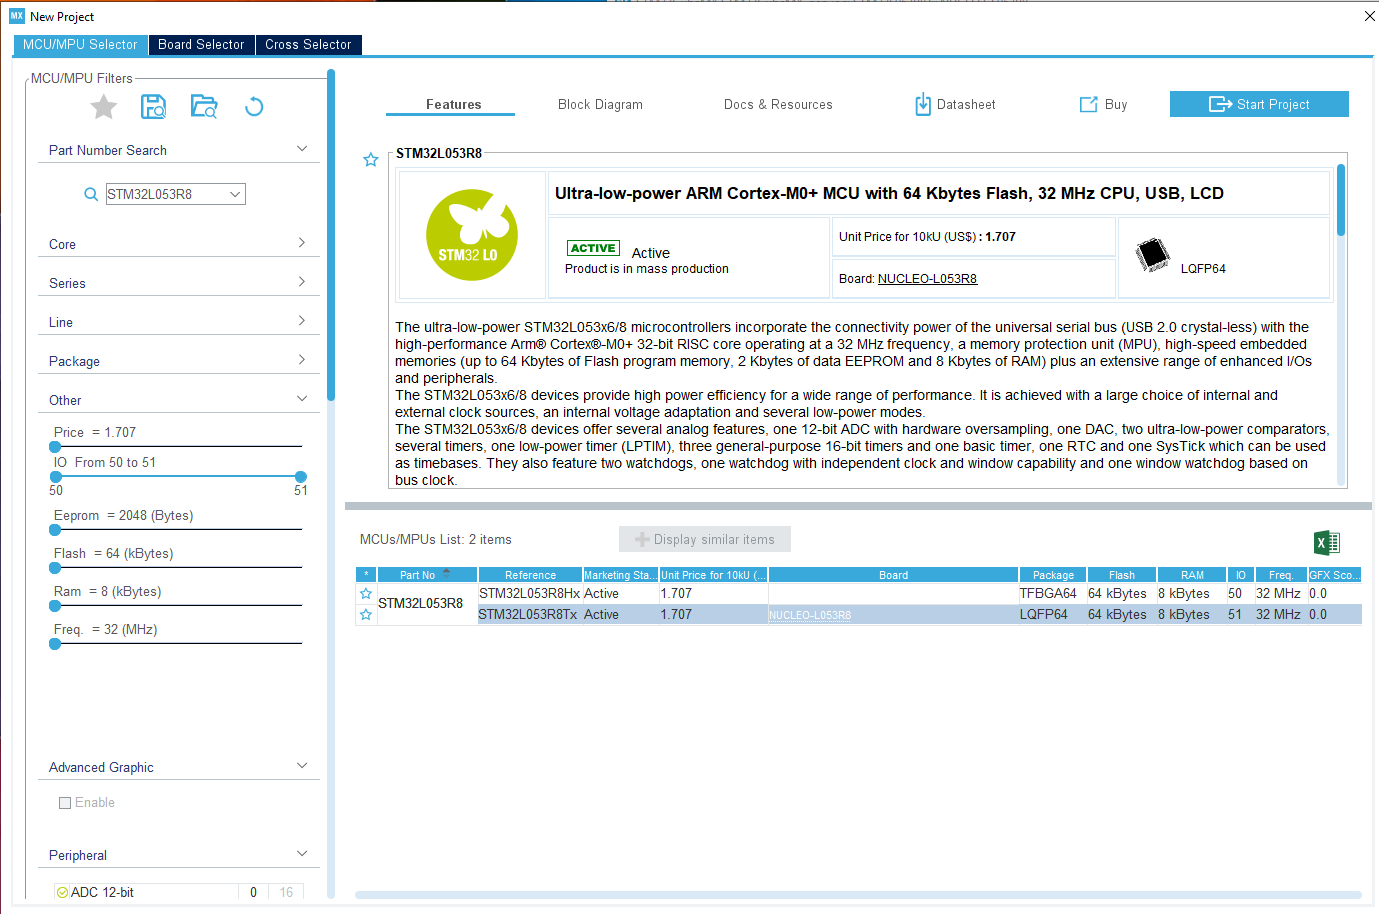 MX New Project
MCU/MPU Selector
Board Selector
Cross Selector
MCU/MPU Filters
Part Number Search
STM32L053R8
Core
Series
Line
Package
Other
Price = 1.707
IO From 50 to 51
50 51
Eeprom = 2048 (Bytes)
Flash = 64 (kBytes)
Ram = 8 (kBytes)
Freq. = 32 (MHz)
Advanced Graphic
Enable
Peripheral
ADC 12-bit 0 16
Features
Block Diagram
Docs & Resources
Datasheet
Buy
Start Project
STM32L053R8
STM32 L0
Ultra-low-power ARM Cortex-M0+ MCU with 64 Kbytes Flash, 32 MHz CPU, USB, LCD
ACTIVE Active
Product is in mass production
Unit Price for 10kU (US$) : 1.707
Board: NUCLEO-L053R8
LQFP64
The ultra-low-power STM32L053x6/8 microcontrollers incorporate the connectivity power of the universal serial bus (USB 2.0 crystal-less) with the
high-performance Arm® Cortex®-M0+ 32-bit RISC core operating at a 32 MHz frequency, a memory protection unit (MPU), high-speed embedded
memories (up to 64 Kbytes of Flash program memory, 2 Kbytes of data EEPROM and 8 Kbytes of RAM) plus an extensive range of enhanced I/Os
and peripherals.
The STM32L053x6/8 devices provide high power efficiency for a wide range of performance. It is achieved with a large choice of internal and
external clock sources, an internal voltage adaptation and several low-power modes.
The STM32L053x6/8 devices offer several analog features, one 12-bit ADC with hardware oversampling, one DAC, two ultra-low-power comparators,
several timers, one low-power timer (LPTIM), three general-purpose 16-bit timers and one basic timer, one RTC and one SysTick which can be used
as timebases. They also feature two watchdogs, one watchdog with independent clock and window capability and one window watchdog based on
bus clock.
MCUs/MPUs List: 2 items
Display similar items
* Part No Reference Marketing Sta... Unit Price for 10kU (... Board Package Flash RAM IO Freq. GFX Sco...
STM32L053R8 STM32L053R8Hx Active 1.707 TFBGA64 64 kBytes 8 kBytes 50 32 MHz 0.0
STM32L053R8Tx Active 1.707 NUCLEO-L053R8 LQFP64 64 kBytes 8 kBytes 51 32 MHz 0.0